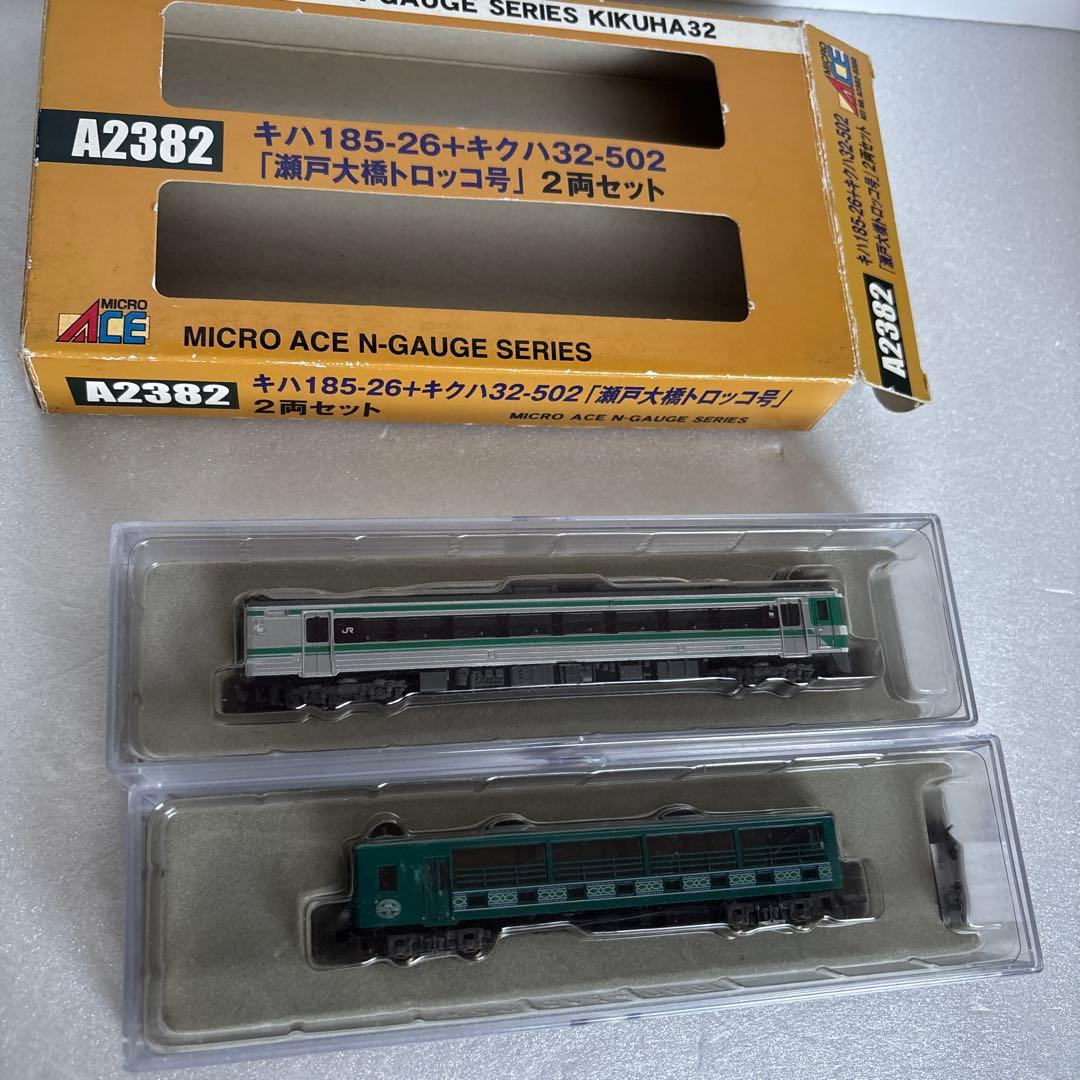 GAUGE SERIES KIKUHA32
A2382
キハ185-26+キクハ32-502
「瀬戸大橋トロッコ号」2両セット
MICRO
ACE
MICRO ACE N-GAUGE SERIES
A2382
キハ185-26+キクハ32-502「瀬戸大橋トロッコ号」
2両セット
MICRO ACE N-GAUGE SERIES
MICRO
ACE
A2382
キハ185-26+キクハ32-502
「瀬戸大橋トロッコ号」2両セット
JR